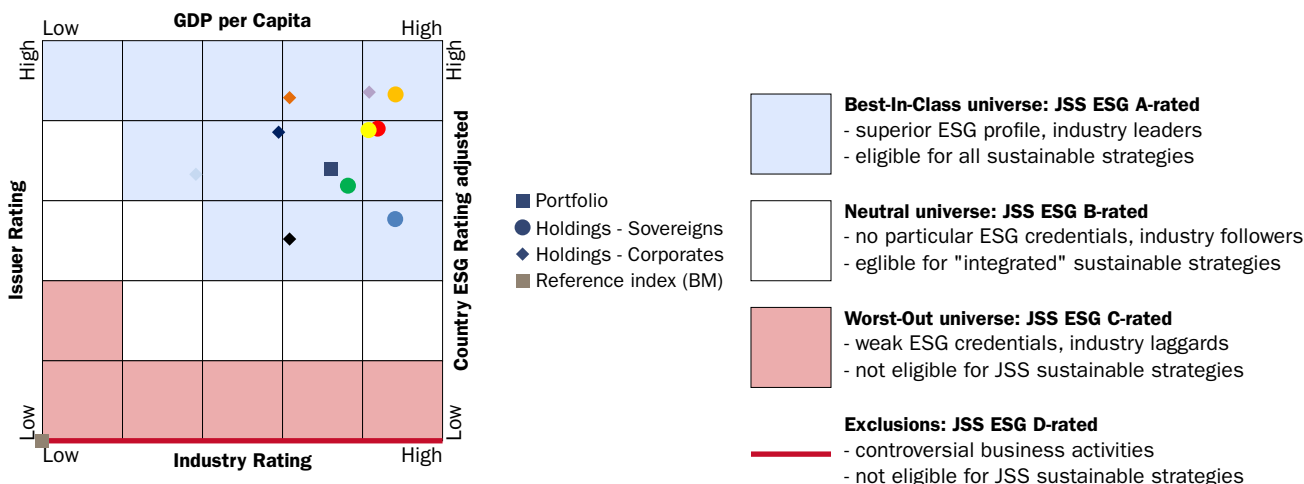 GDP per Capita
Low
High
High
High
Issuer Rating
Country ESG Rating adjusted
Low
Low
Low
Industry Rating
High
Portfolio
Holdings - Sovereigns
Holdings - Corporates
Reference index (BM)
Best-In-Class universe: JSS ESG A-rated
- superior ESG profile, industry leaders
- eligible for all sustainable strategies
Neutral universe: JSS ESG B-rated
- no particular ESG credentials, industry followers
- eglible for "integrated" sustainable strategies
Worst-Out universe: JSS ESG C-rated
- weak ESG credentials, industry laggards
- not eligible for JSS sustainable strategies
Exclusions: JSS ESG D-rated
- controversial business activities
- not eligible for JSS sustainable strategies